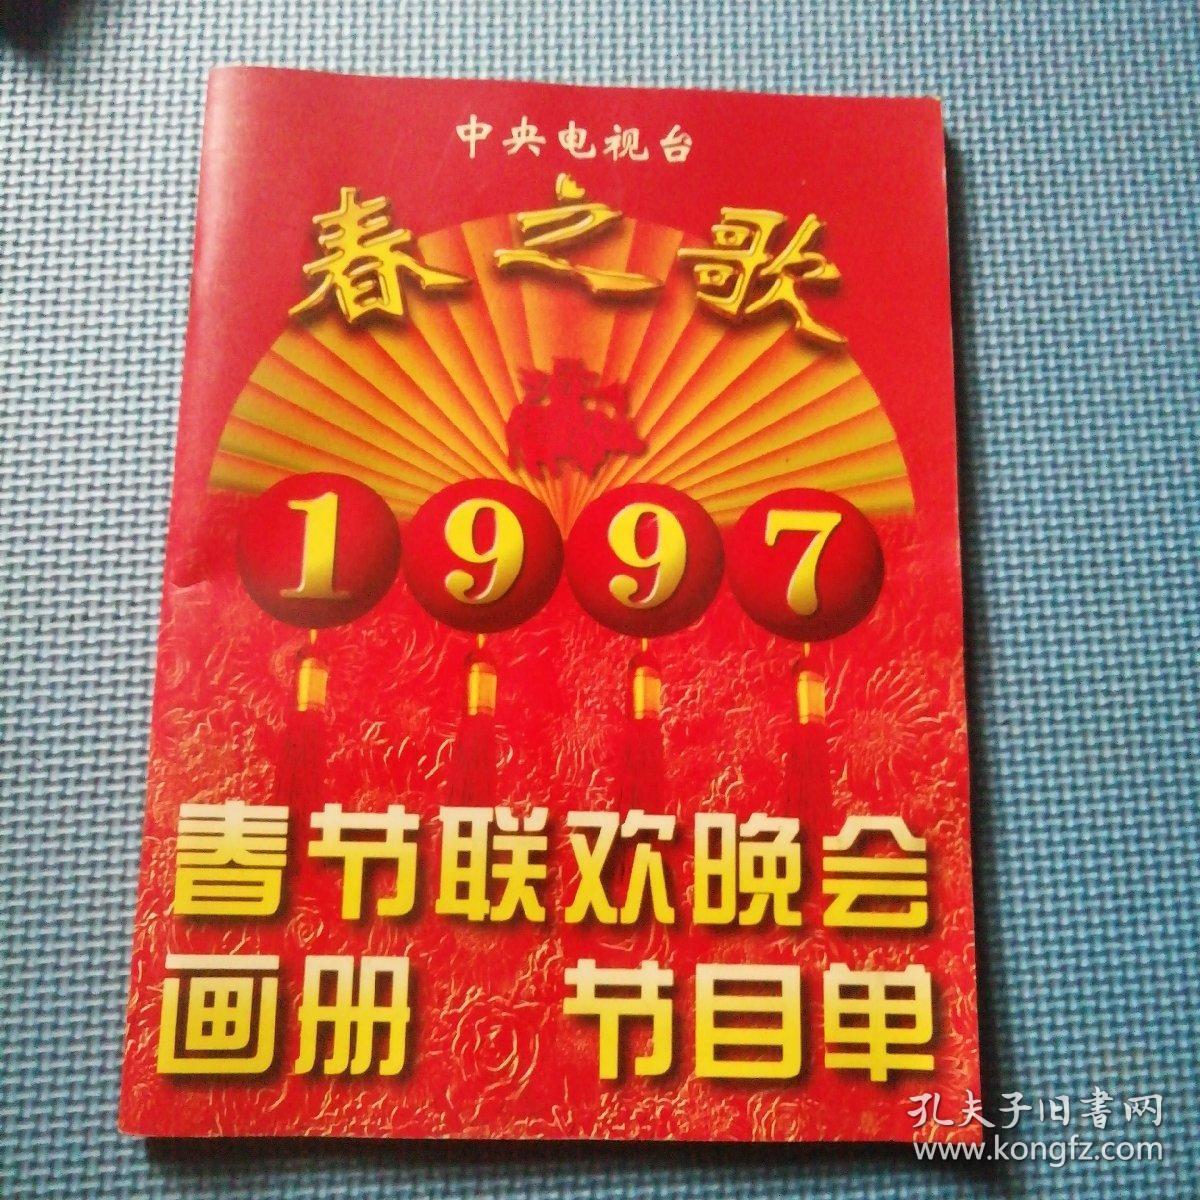 中央电视台
春之歌
1997
春节联欢晚会
画册 节目单
孔夫子旧書网
www.kongfz.com